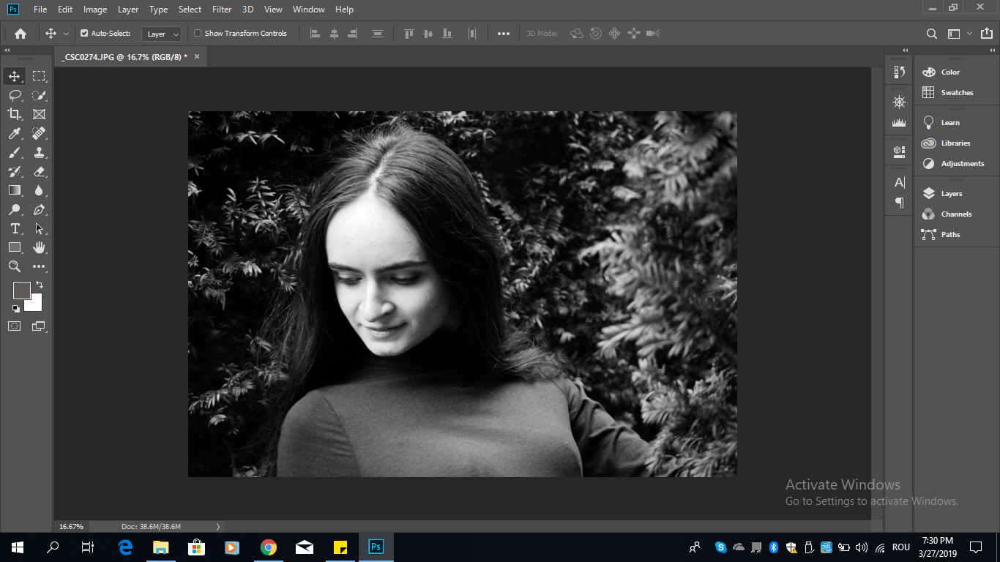 Ps File Edit Image Layer Type Select Filter 3D View Window Help
Auto-Select: Layer Show Transform Controls 3D Mode:
_CSC0274.JPG @ 16.7% (RGB/8) * ×
Color
Swatches
Learn
Libraries
Adjustments
Layers
Channels
Paths
Activate Windows
Go to Settings to activate Windows.
16.67% Doc: 38.6M/38.6M
Ps ROU 7:30 PM
3/27/2019